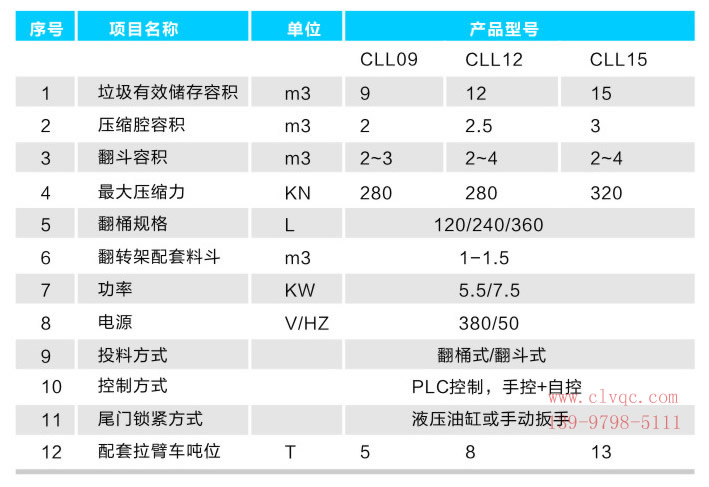 序号 项目名称 单位 产品型号
CLL09 CLL12 CLL15
1 垃圾有效储存容积 m3 9 12 15
2 压缩腔容积 m3 2 2.5 3
3 翻斗容积 m3 2~3 2~4 2~4
4 最大压缩力 KN 280 280 320
5 翻桶规格 L 120/240/360
6 翻转架配套料斗 m3 1-1.5
7 功率 KW 5.5/7.5
8 电源 V/HZ 380/50
9 投料方式 翻桶式/翻斗式
10 控制方式 PLC控制，手控+自控
www.clvqc.com
11 尾门锁紧方式 液压油缸或手动扳手
159-9798-5111
12 配套拉臂车吨位 T 5 8 13